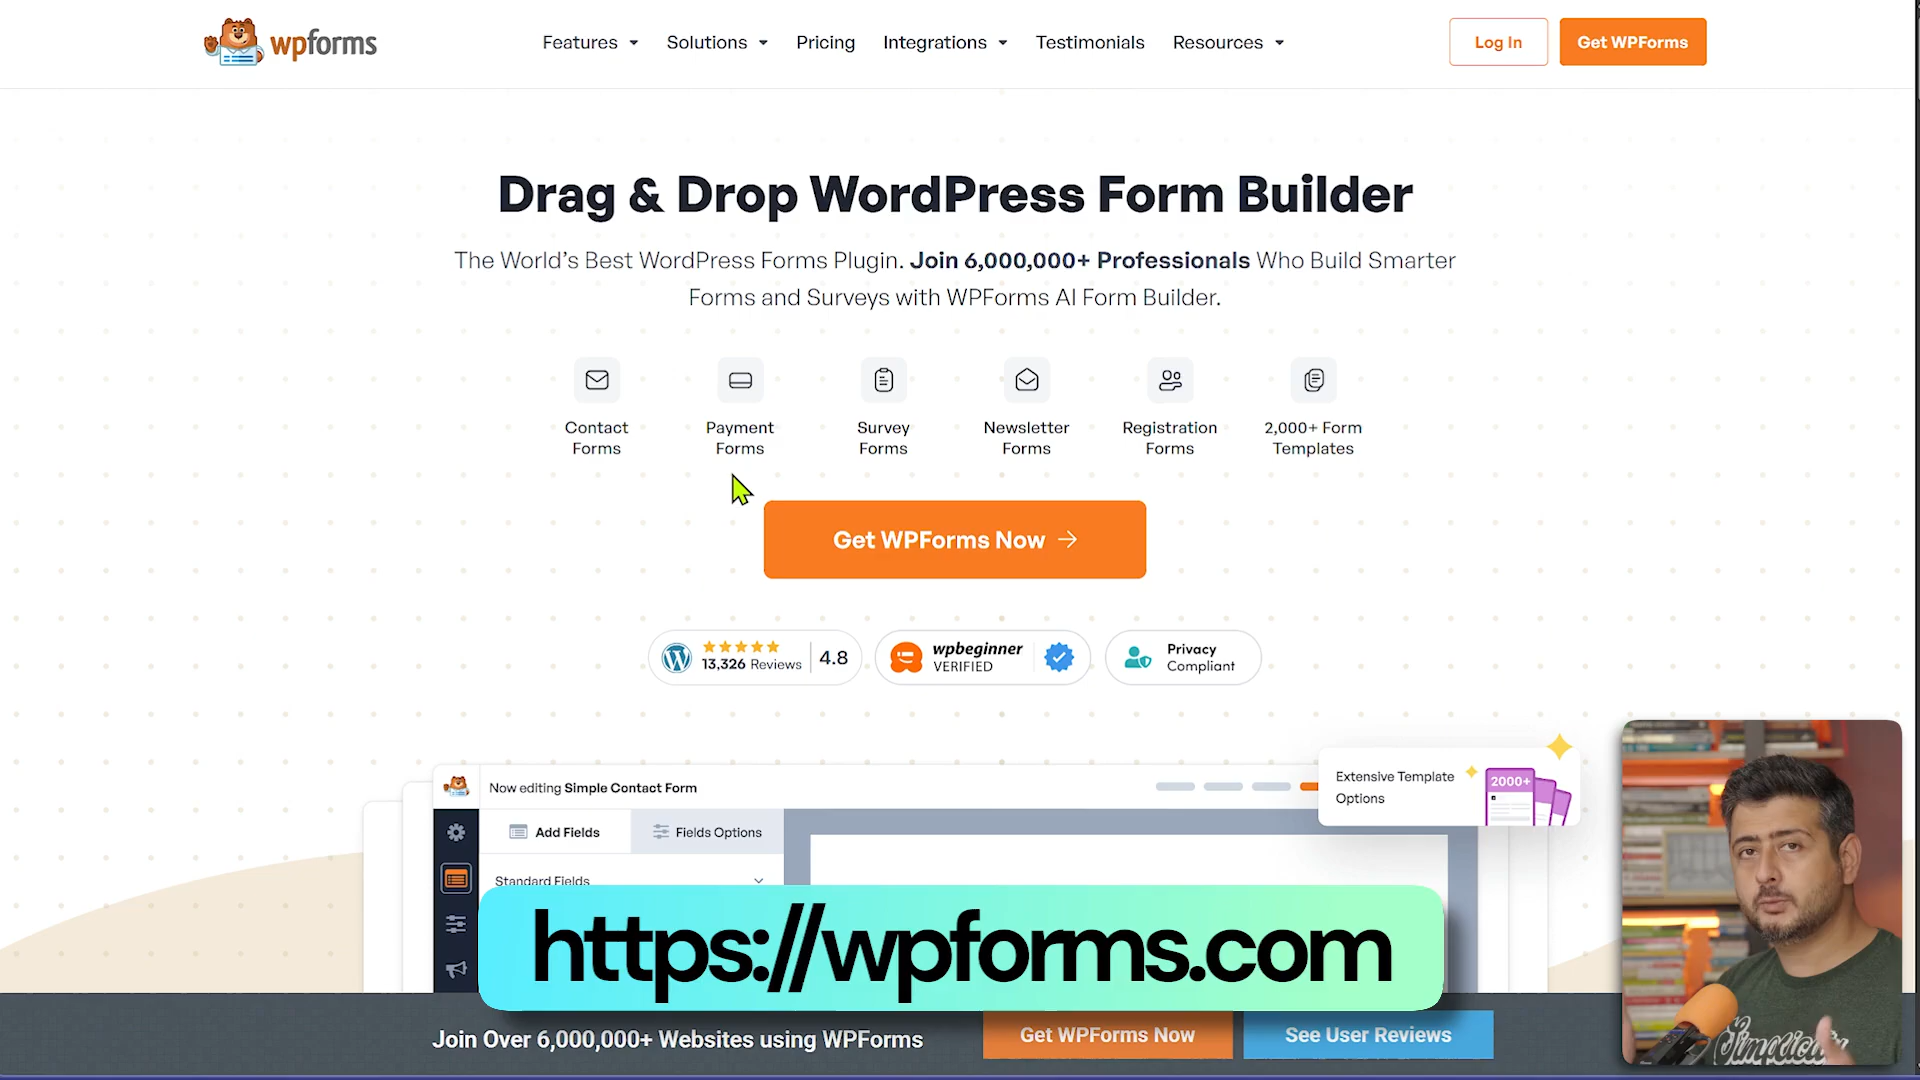 wpforms
Features
Solutions
Pricing
Integrations
Testimonials
Resources
Log In
Get WPForms
Drag & Drop WordPress Form Builder
The World's Best WordPress Forms Plugin. Join 6,000,000+ Professionals Who Build Smarter
Forms and Surveys with WPForms AI Form Builder.
Contact
Forms
Payment
Forms
Survey
Forms
Newsletter
Forms
Registration
Forms
2,000+ Form
Templates
Get WPForms Now →
13,326 Reviews
4.8
wpbeginner
VERIFIED
Privacy
Compliant
Now editing Simple Contact Form
Extensive Template
Options
2000+
Add Fields
Fields Options
Standard Fields
https://wpforms.com
Join Over 6,000,000+ Websites using WPForms
Get WPForms Now
See User Reviews